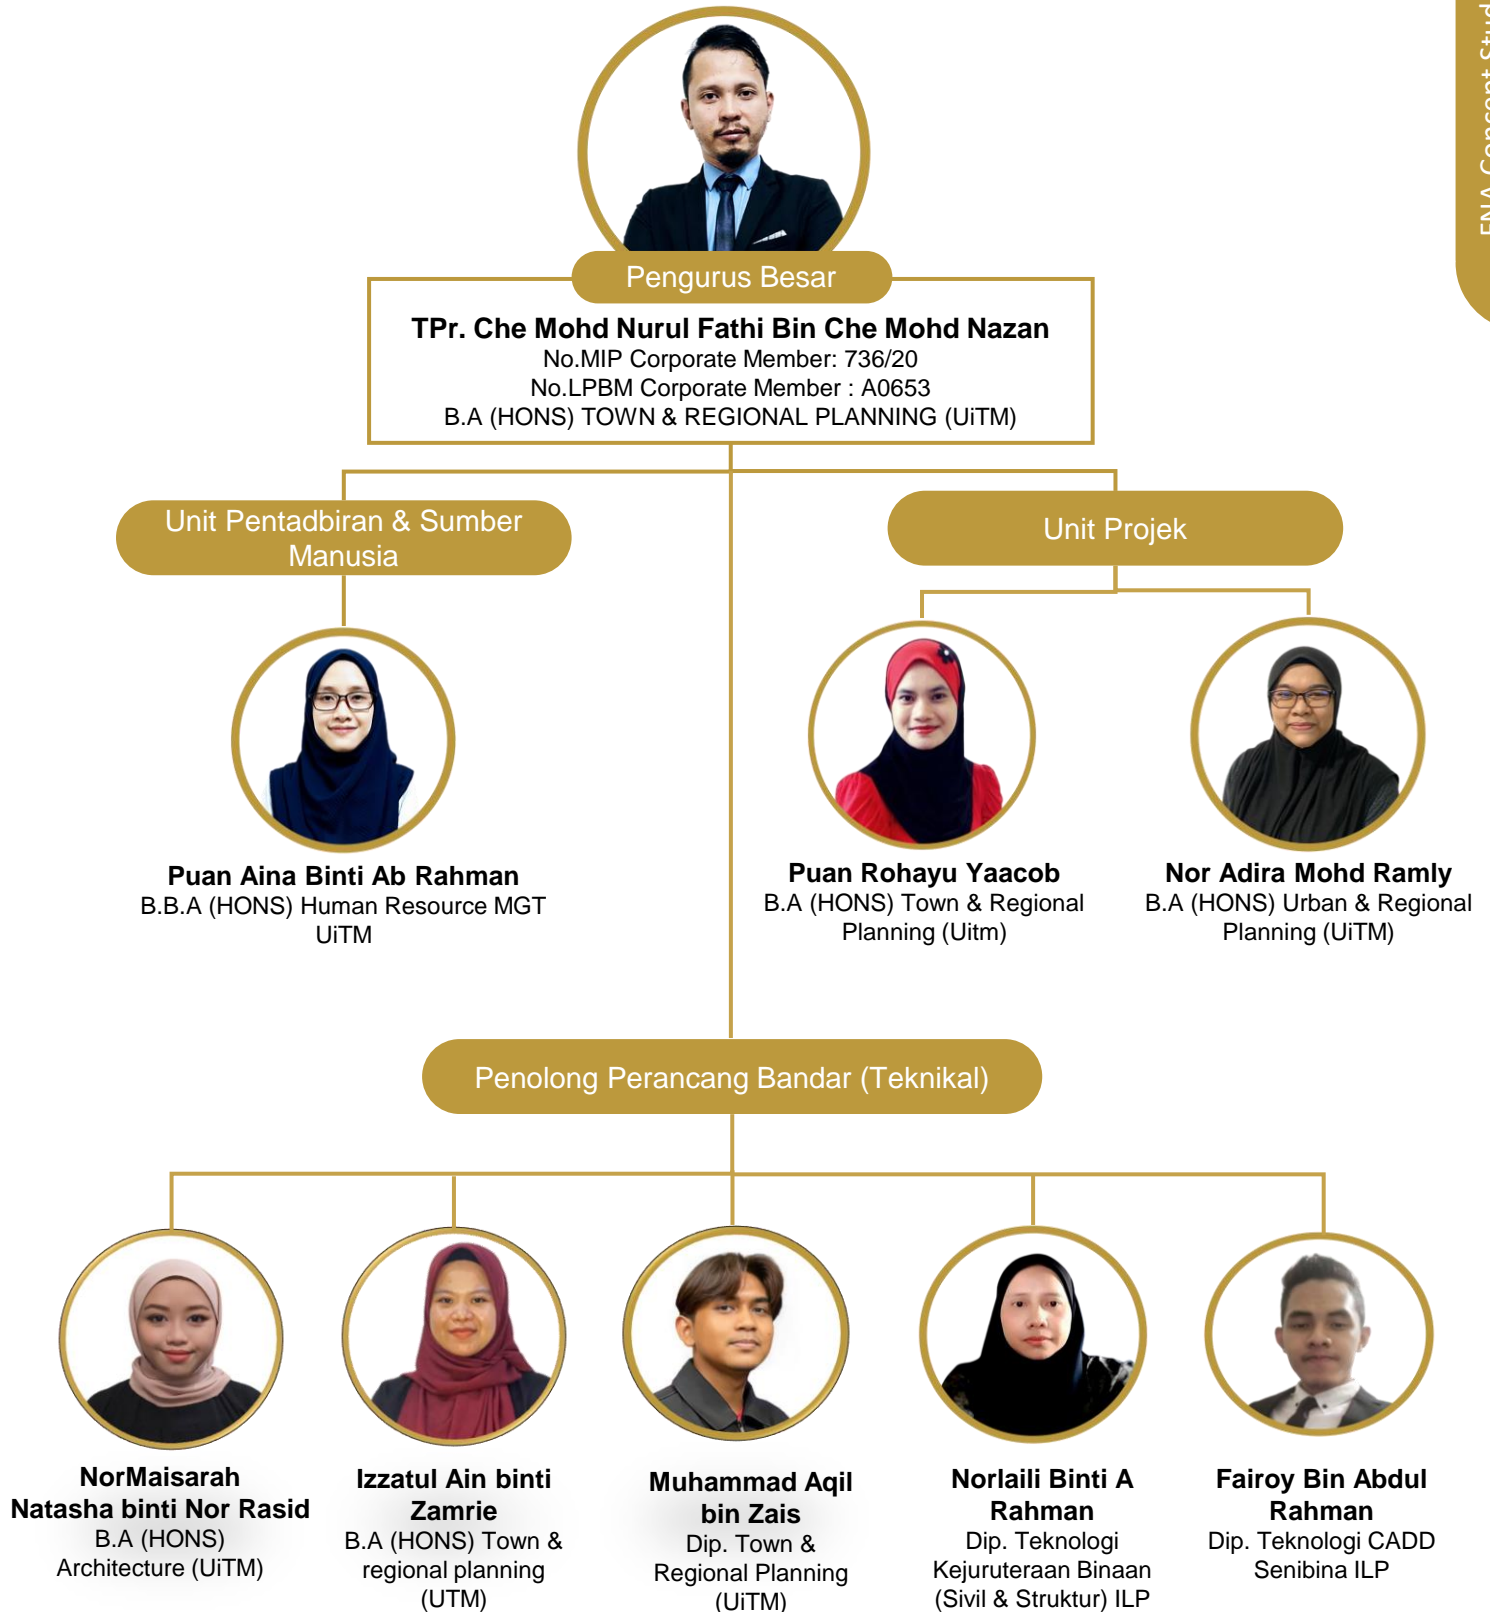 FNA Concept Stud
Pengurus Besar
TPr. Che Mohd Nurul Fathi Bin Che Mohd Nazan
No.MIP Corporate Member: 736/20
No.LPBM Corporate Member : A0653
B.A (HONS) TOWN & REGIONAL PLANNING (UiTM)
Unit Pentadbiran & Sumber
Manusia
Unit Projek
Puan Aina Binti Ab Rahman
B.B.A (HONS) Human Resource MGT
UiTM
Puan Rohayu Yaacob
B.A (HONS) Town & Regional
Planning (Uitm)
Nor Adira Mohd Ramly
B.A (HONS) Urban & Regional
Planning (UiTM)
Penolong Perancang Bandar (Teknikal)
NorMaisarah
Natasha binti Nor Rasid
B.A (HONS)
Architecture (UiTM)
Izzatul Ain binti
Zamrie
B.A (HONS) Town &
regional planning
(UTM)
Muhammad Aqil
bin Zais
Dip. Town &
Regional Planning
(UiTM)
Norlaili Binti A
Rahman
Dip. Teknologi
Kejuruteraan Binaan
(Sivil & Struktur) ILP
Fairoy Bin Abdul
Rahman
Dip. Teknologi CADD
Senibina ILP